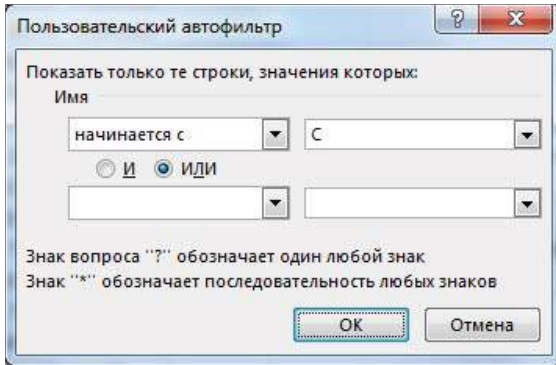 Пользовательский автофильтр
Показать только те строки, значения которых:
Имя
начинается с С
И ИЛИ
Знак вопроса "?" обозначает один любой знак
Знак "*" обозначает последовательность любых знаков
ОК Отмена